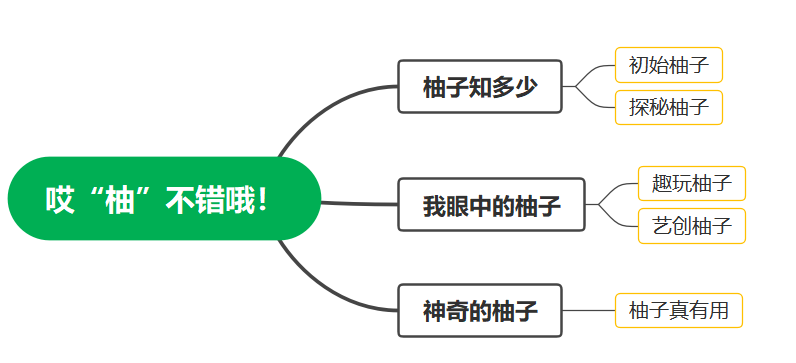 哎“柚”不错哦！
柚子知多少
初始柚子
探秘柚子
我眼中的柚子
趣玩柚子
艺创柚子
神奇的柚子
柚子真有用